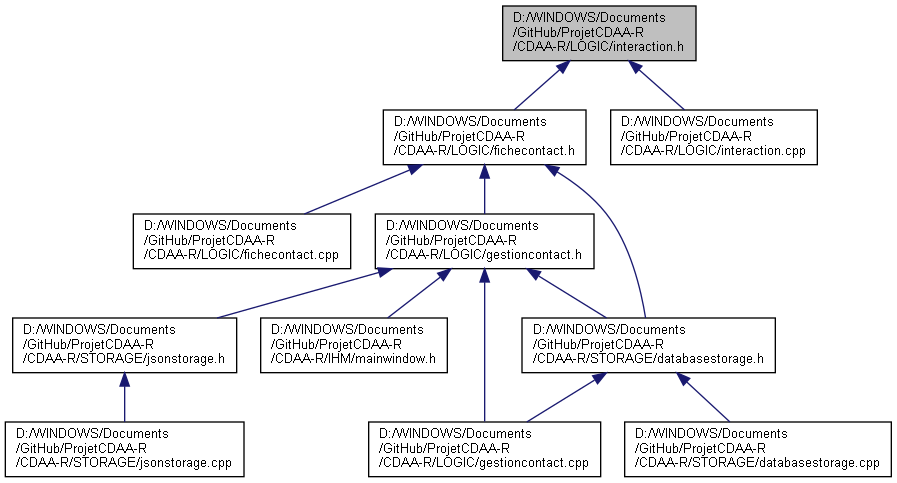 D:/WINDOWS/Documents
/GitHub/ProjetCDAA-R
/CDAA-R/LOGIC/interaction.h
D:/WINDOWS/Documents
/GitHub/ProjetCDAA-R
/CDAA-R/LOGIC/fichecontact.h
D:/WINDOWS/Documents
/GitHub/ProjetCDAA-R
/CDAA-R/LOGIC/interaction.cpp
D:/WINDOWS/Documents
/GitHub/ProjetCDAA-R
/CDAA-R/LOGIC/fichecontact.cpp
D:/WINDOWS/Documents
/GitHub/ProjetCDAA-R
/CDAA-R/LOGIC/gestioncontact.h
D:/WINDOWS/Documents
/GitHub/ProjetCDAA-R
/CDAA-R/STORAGE/jsonstorage.h
D:/WINDOWS/Documents
/GitHub/ProjetCDAA-R
/CDAA-R/IHM/mainwindow.h
D:/WINDOWS/Documents
/GitHub/ProjetCDAA-R
/CDAA-R/STORAGE/databasestorage.h
D:/WINDOWS/Documents
/GitHub/ProjetCDAA-R
/CDAA-R/STORAGE/jsonstorage.cpp
D:/WINDOWS/Documents
/GitHub/ProjetCDAA-R
/CDAA-R/LOGIC/gestioncontact.cpp
D:/WINDOWS/Documents
/GitHub/ProjetCDAA-R
/CDAA-R/STORAGE/databasestorage.cpp